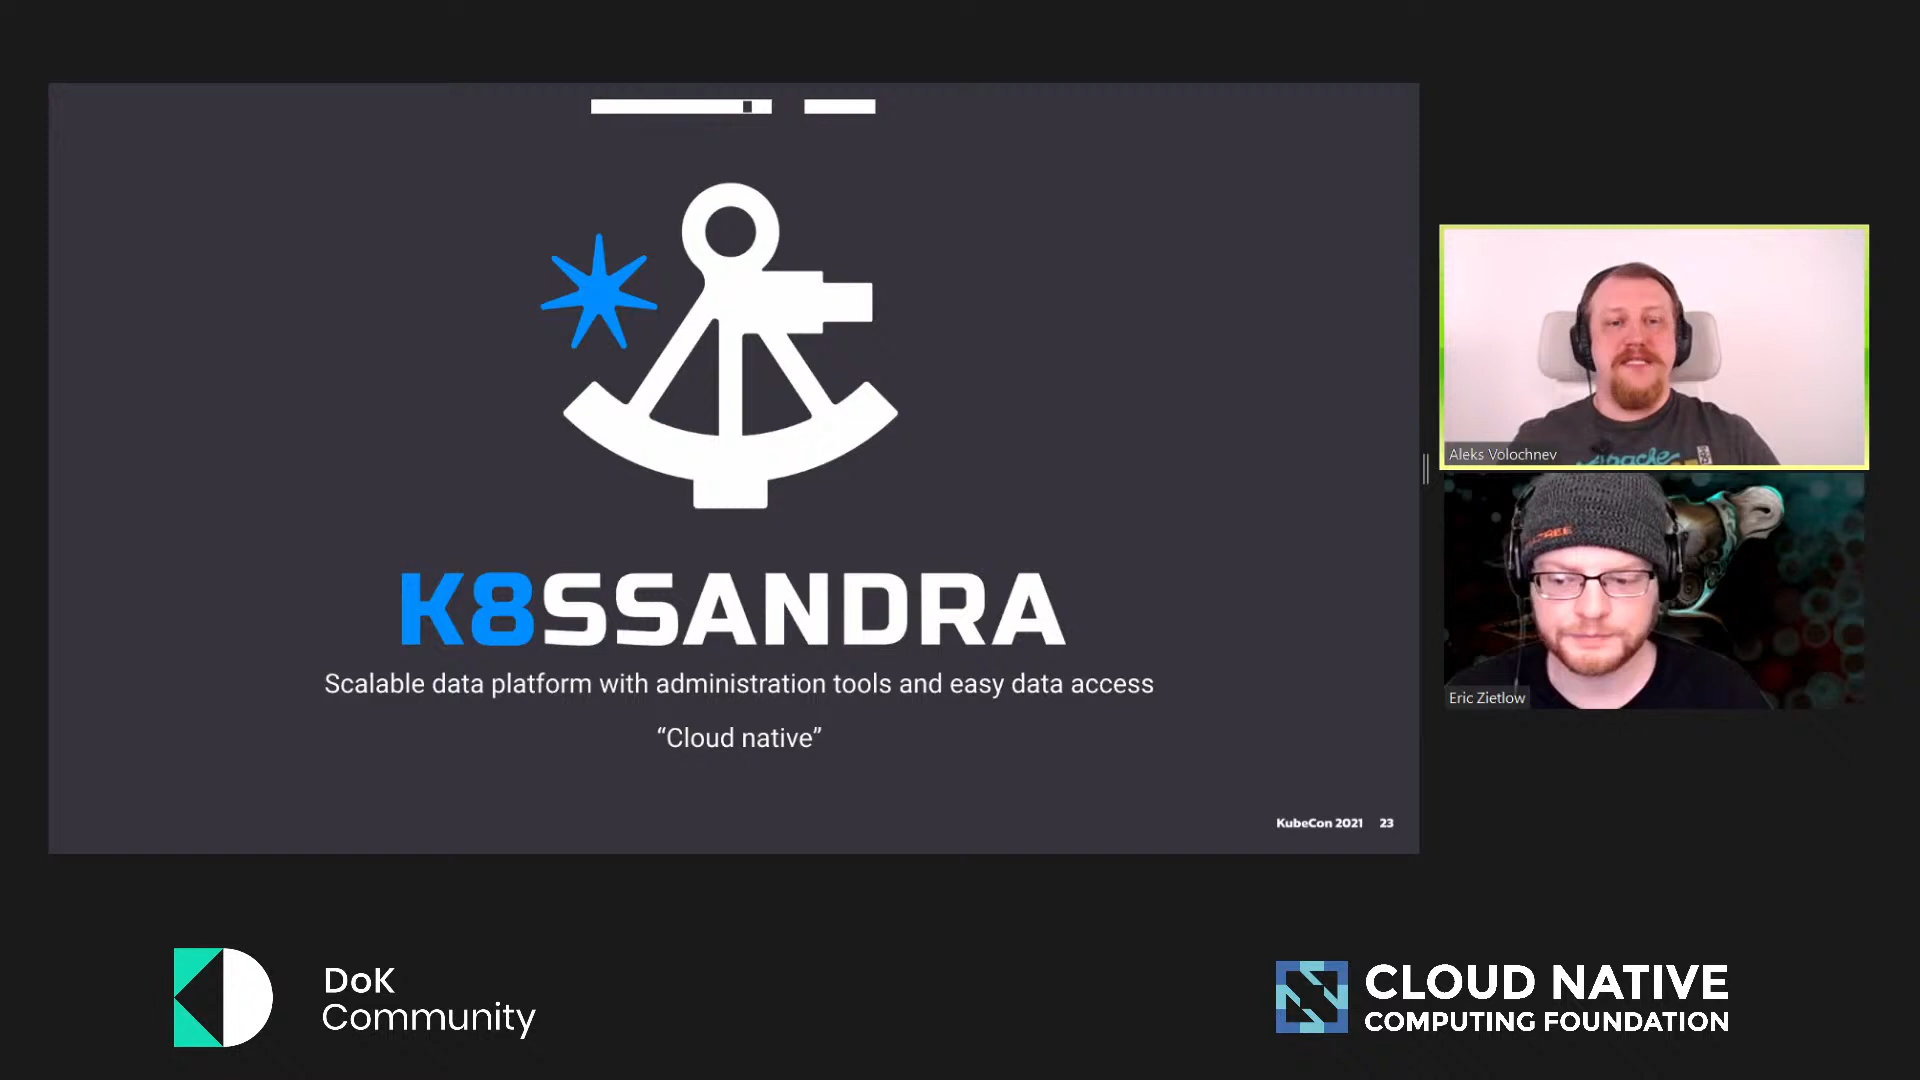 K8SSANDRA
Scalable data platform with administration tools and easy data access
“Cloud native”
KubeCon 2021 23
Aleks Volochnev
Eric Zietlow
DoK
Community
CLOUD NATIVE
COMPUTING FOUNDATION